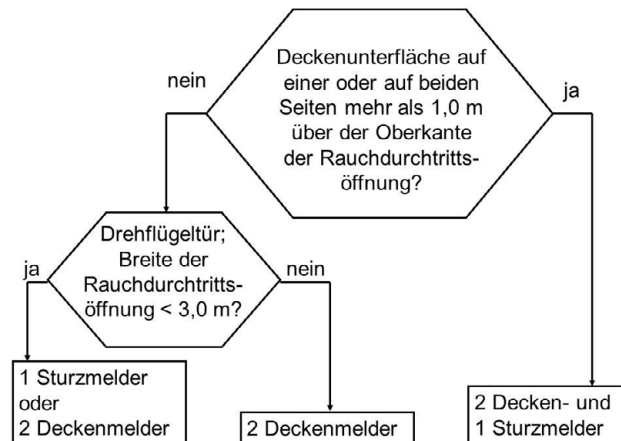 Deckenunterfläche auf
einer oder auf beiden
Seiten mehr als 1,0 m
über der Oberkante
der Rauchdurchtritts-
öffnung?
nein
ja
Drehflügeltür;
Breite der
Rauchdurchtritts-
öffnung < 3,0 m?
ja
nein
1 Sturzmelder
oder
2 Deckenmelder
2 Deckenmelder
2 Decken- und
1 Sturzmelder